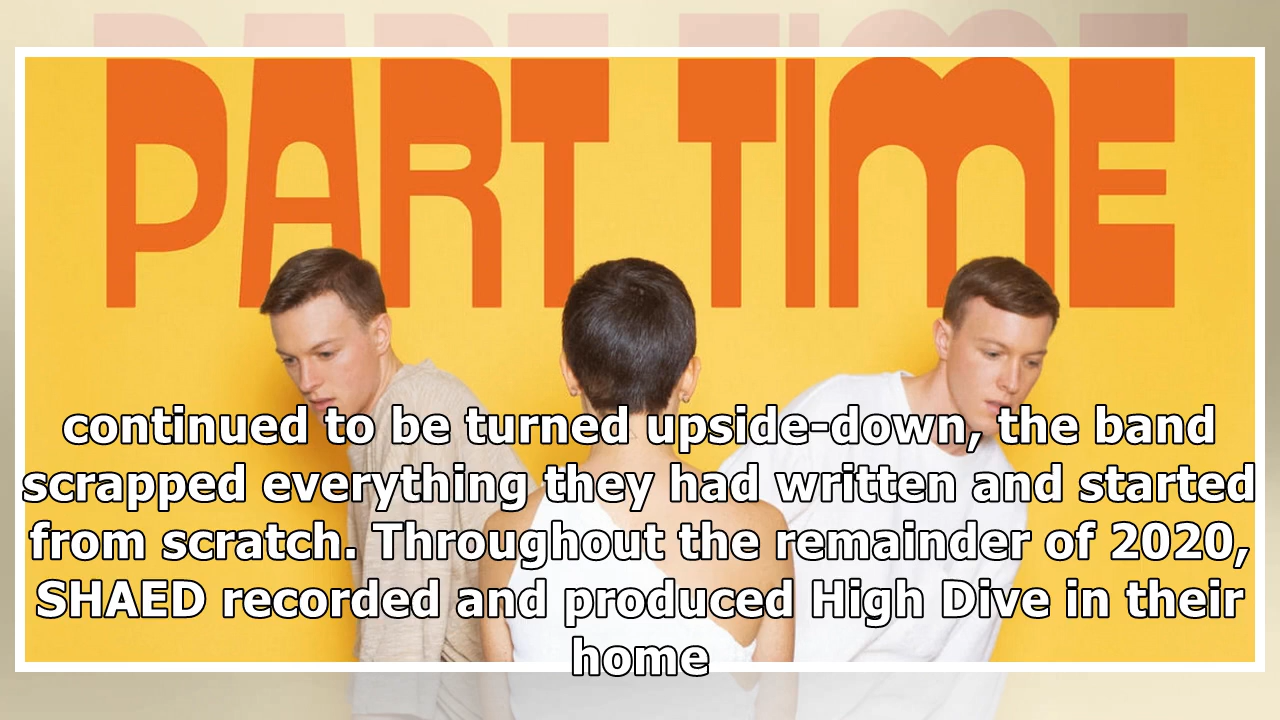 PART TIME
continued to be turned upside-down, the band
scrapped everything they had written and started
from scratch. Throughout the remainder of 2020,
SHAED recorded and produced High Dive in their
home